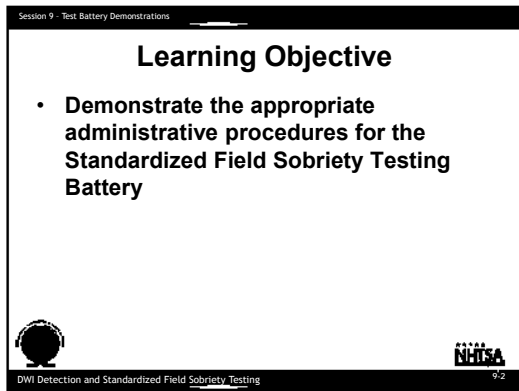 Session 9 - Test Battery Demonstrations
Learning Objective
• Demonstrate the appropriate
administrative procedures for the
Standardized Field Sobriety Testing
Battery
NHTSA
DWI Detection and Standardized Field Sobriety Testing
9-2